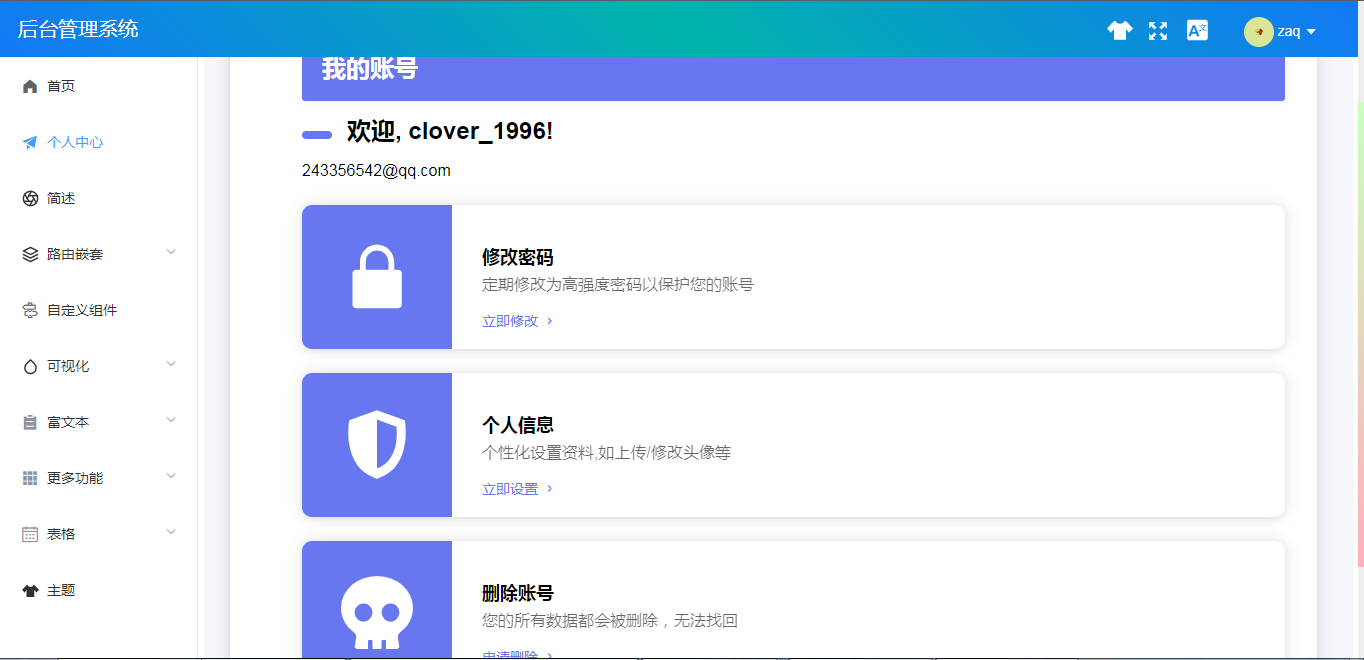 后台管理系统
zaq
首页
个人中心
简述
路由嵌套
自定义组件
可视化
富文本
更多功能
表格
主题
我的账号
欢迎, clover_1996!
243356542@qq.com
修改密码
定期修改为高强度密码以保护您的账号
立即修改 ›
个人信息
个性化设置资料,如上传/修改头像等
立即设置 ›
删除账号
您的所有数据都会被删除，无法找回
申请删除 ›